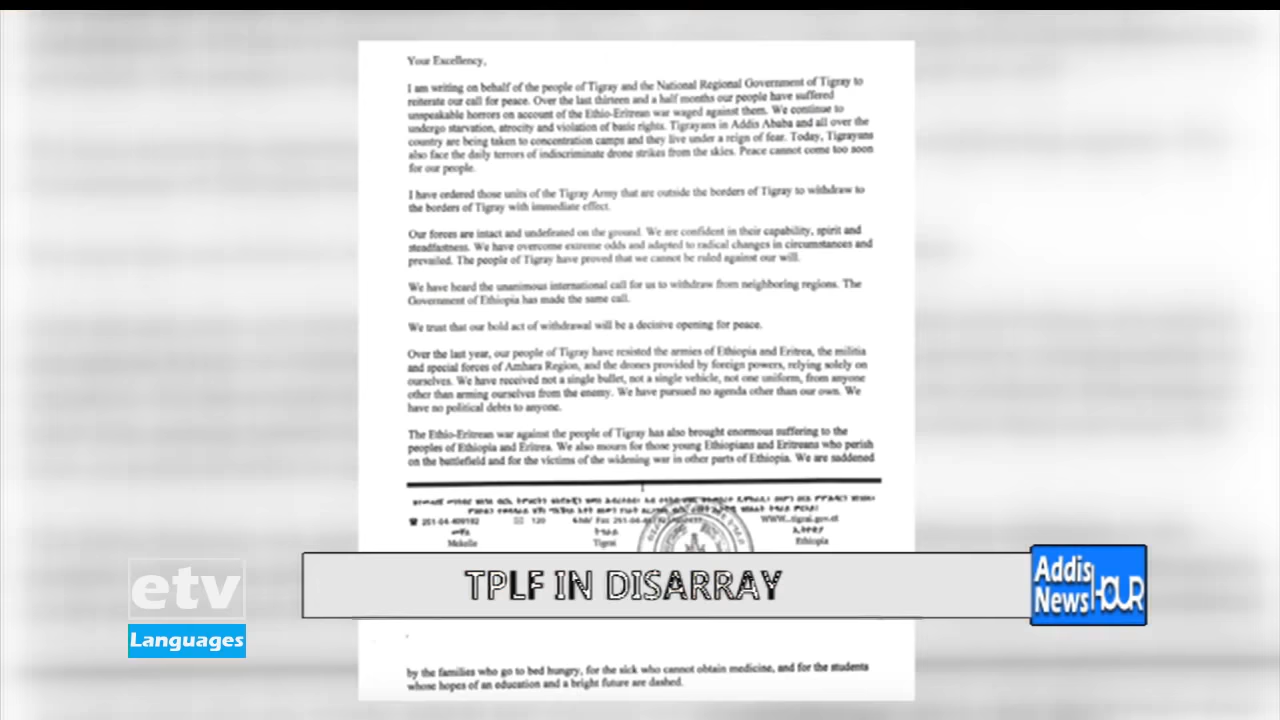 Your Excellency,
I am writing on behalf of the people of Tigray and the National Regional Government of Tigray to
reiterate our call for peace. Over the last thirteen and a half months our people have suffered
unspeakable horrors on account of the Ethio-Eritrean war waged against them. We continue to
undergo starvation, atrocity and violation of basic rights. Tigrayans in Addis Ababa and all over the
country are being taken to concentration camps and they live under a reign of fear. Today, Tigrayans
also face the daily terrors of indiscriminate drone strikes from the skies. Peace cannot come too soon
for our people.
I have ordered those units of the Tigray Army that are outside the borders of Tigray to withdraw to
the borders of Tigray with immediate effect.
Our forces are intact and undefeated on the ground. We are confident in their capability, spirit and
steadfastness. We have overcome extreme odds and adapted to radical changes in circumstances and
prevailed. The people of Tigray have proved that we cannot be ruled against our will.
We have heard the unanimous international call for us to withdraw from neighboring regions. The
Government of Ethiopia has made the same call.
We trust that our bold act of withdrawal will be a decisive opening for peace.
Over the last year, our people of Tigray have resisted the armies of Ethiopia and Eritrea, the militia
and special forces of Amhara Region, and the drones provided by foreign powers, relying solely on
ourselves. We have received not a single bullet, not a single vehicle, not one uniform, from anyone
other than arming ourselves from the enemy. We have pursued no agenda other than our own. We
have no political debts to anyone.
The Ethio-Eritrean war against the people of Tigray has also brought enormous suffering to the
peoples of Ethiopia and Eritrea. We also mourn for those young Ethiopians and Eritreans who perish
on the battlefield and for the victims of the widening war in other parts of Ethiopia. We are saddened
1
120 Fax
Mekelle Tigrai Ethiopia
etv
Languages
TPLF IN DISARRAY
Addis
News HOUR
by the families who go to bed hungry, for the sick who cannot obtain medicine, and for the students
whose hopes of an education and a bright future are dashed.